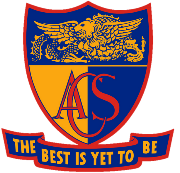 ACS
THE BEST IS YET TO BE